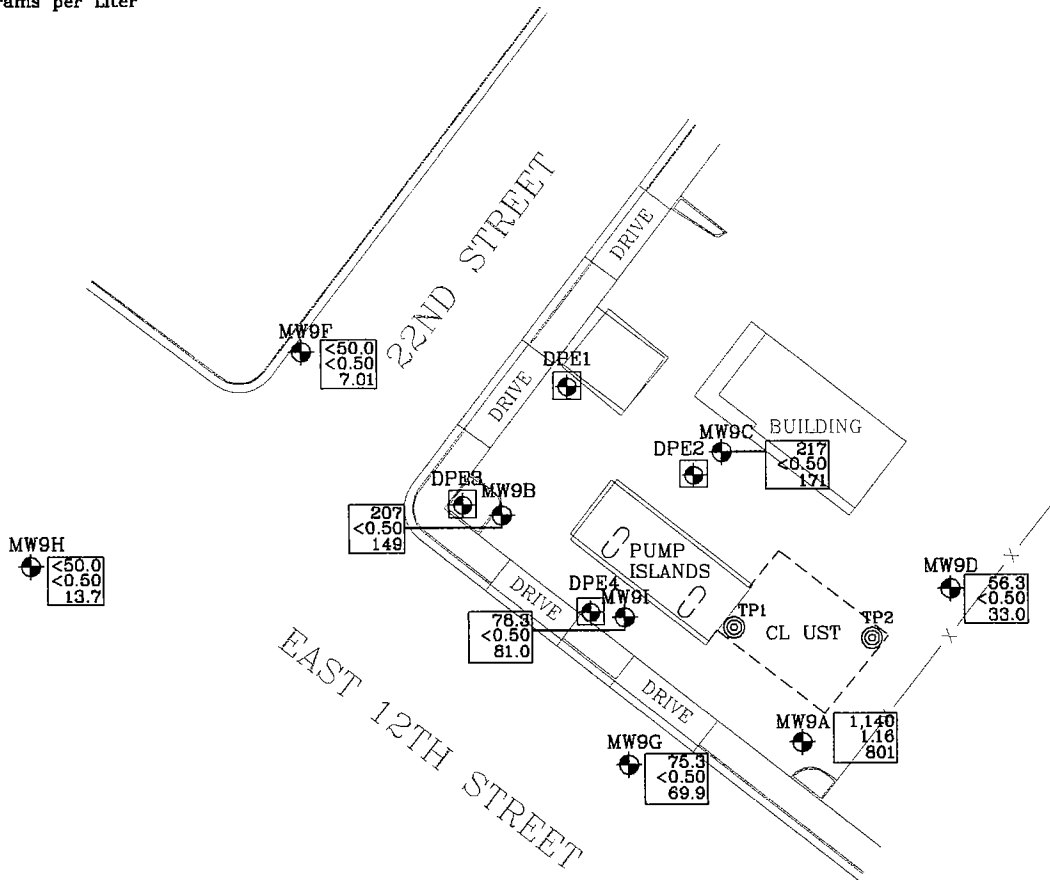 rams per Liter
22ND STREET
DRIVE
MW9F
<50.0
<0.50
7.01
DPE1
DRIVE
BUILDING
MW9C
217
<0.50
171
DPE2
DPE3
MW9B
207
<0.50
149
MW9H
<50.0
<0.50
13.7
PUMP
ISLANDS
MW9D
56.3
<0.50
33.0
DRIVE
DPE4
MW9I
78.3
<0.50
81.0
TP1
CL UST
TP2
EAST 12TH STREET
DRIVE
MW9A
1,140
1.16
801
MW9G
75.3
<0.50
69.9
X
X